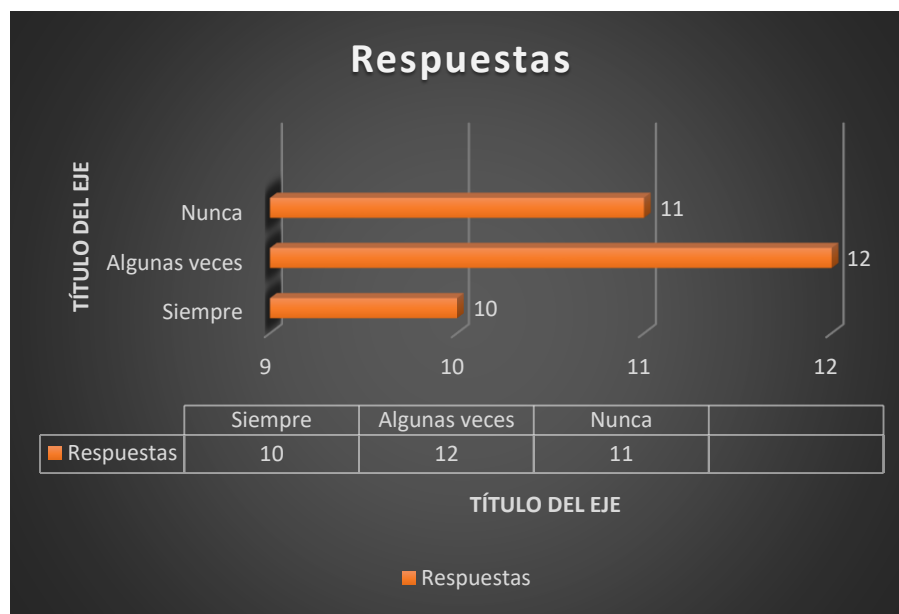 Respuestas
TÍTULO DEL EJE
Nunca 11
Algunas veces 12
Siempre 10
9 10 11 12
Siempre Algunas veces Nunca
Respuestas 10 12 11
TÍTULO DEL EJE
Respuestas